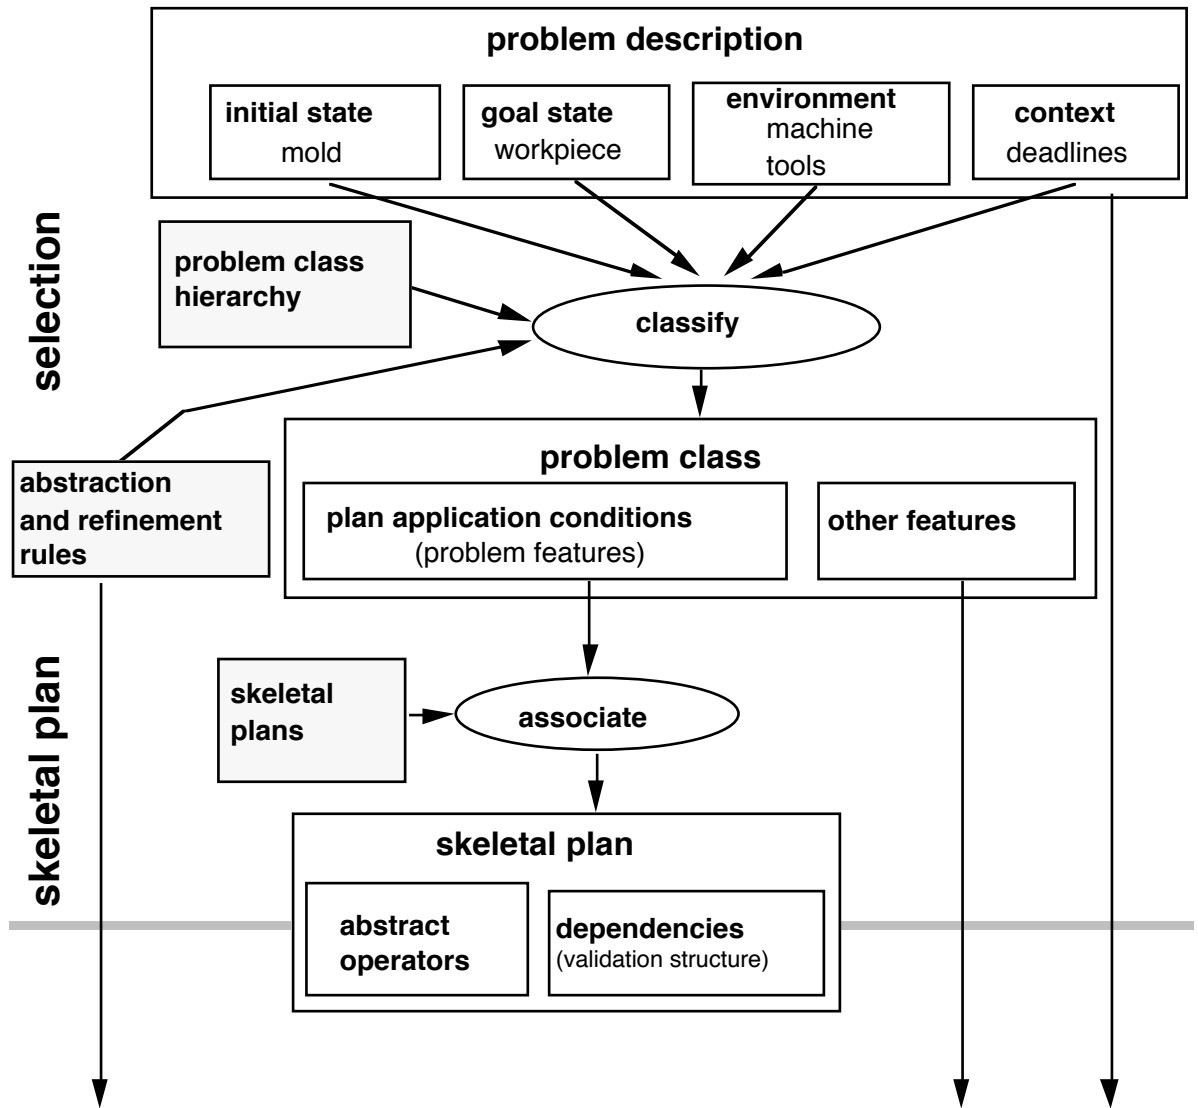 problem description
initial state
mold
goal state
workpiece
environment
machine
tools
context
deadlines
selection
problem class
hierarchy
classify
abstraction
and refinement
rules
problem class
plan application conditions
(problem features)
other features
skeletal plan
skeletal
plans
associate
skeletal plan
abstract
operators
dependencies
(validation structure)